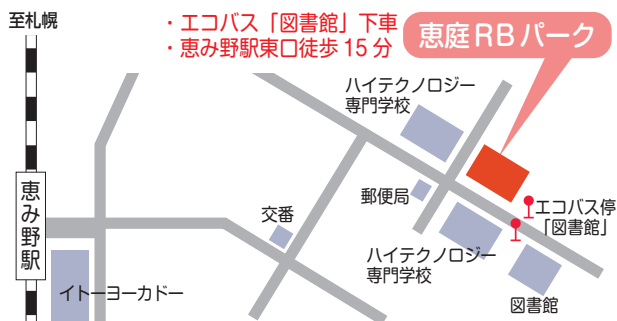 至札幌
・エコバス「図書館」下車
・恵み野駅東口徒歩 15 分
恵庭RBパーク
ハイテクノロジー
専門学校
郵便局
交番
エコバス停
「図書館」
恵み野駅
ハイテクノロジー
専門学校
イトーヨーカドー
図書館